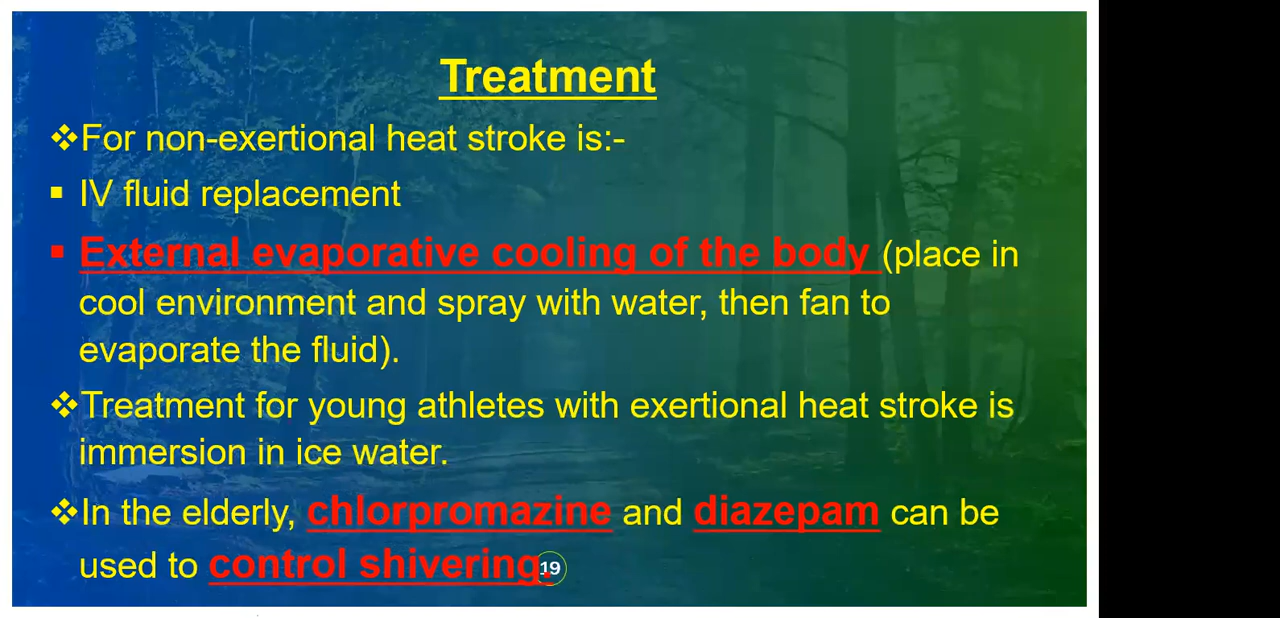 Treatment
❖For non-exertional heat stroke is:-
▪ IV fluid replacement
▪ External evaporative cooling of the body (place in
cool environment and spray with water, then fan to
evaporate the fluid).
❖Treatment for young athletes with exertional heat stroke is
immersion in ice water.
❖In the elderly, chlorpromazine and diazepam can be
used to control shivering.
19